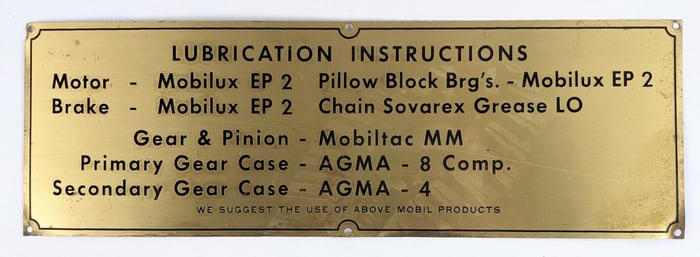 LUBRICATION INSTRUCTIONS
Motor - Mobilux EP 2 Pillow Block Brg's. - Mobilux EP 2
Brake - Mobilux EP 2 Chain Sovarex Grease LO
Gear & Pinion - Mobiltac MM
Primary Gear Case - AGMA - 8 Comp.
Secondary Gear Case - AGMA - 4
WE SUGGEST THE USE OF ABOVE MOBIL PRODUCTS